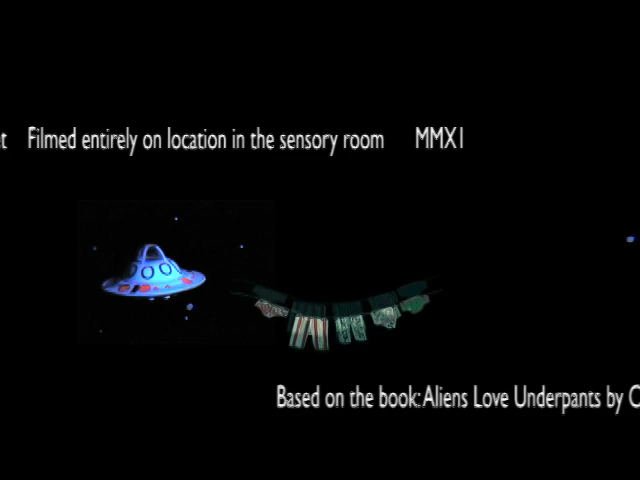 Filmed entirely on location in the sensory room MMXI
Based on the book: Aliens Love Underpants by